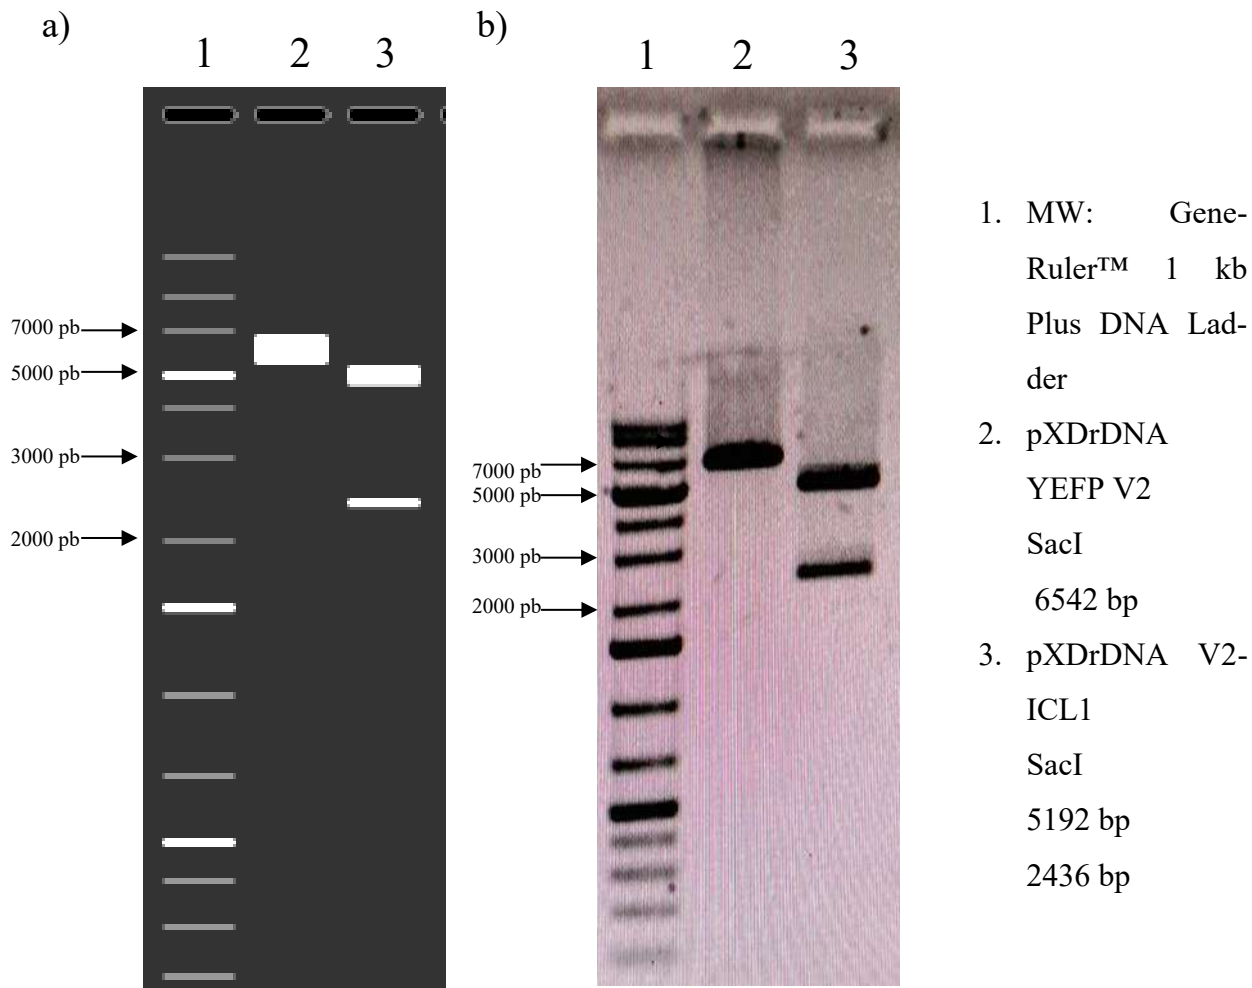 a)
1 2 3
7000 pb
5000 pb
3000 pb
2000 pb
b)
1 2 3
7000 pb
5000 pb
3000 pb
2000 pb
1. MW: Gene-
Ruler™ 1 kb
Plus DNA Lad-
der
2. pXDrDNA
YEFP V2
SacI
6542 bp
3. pXDrDNA V2-
ICL1
SacI
5192 bp
2436 bp